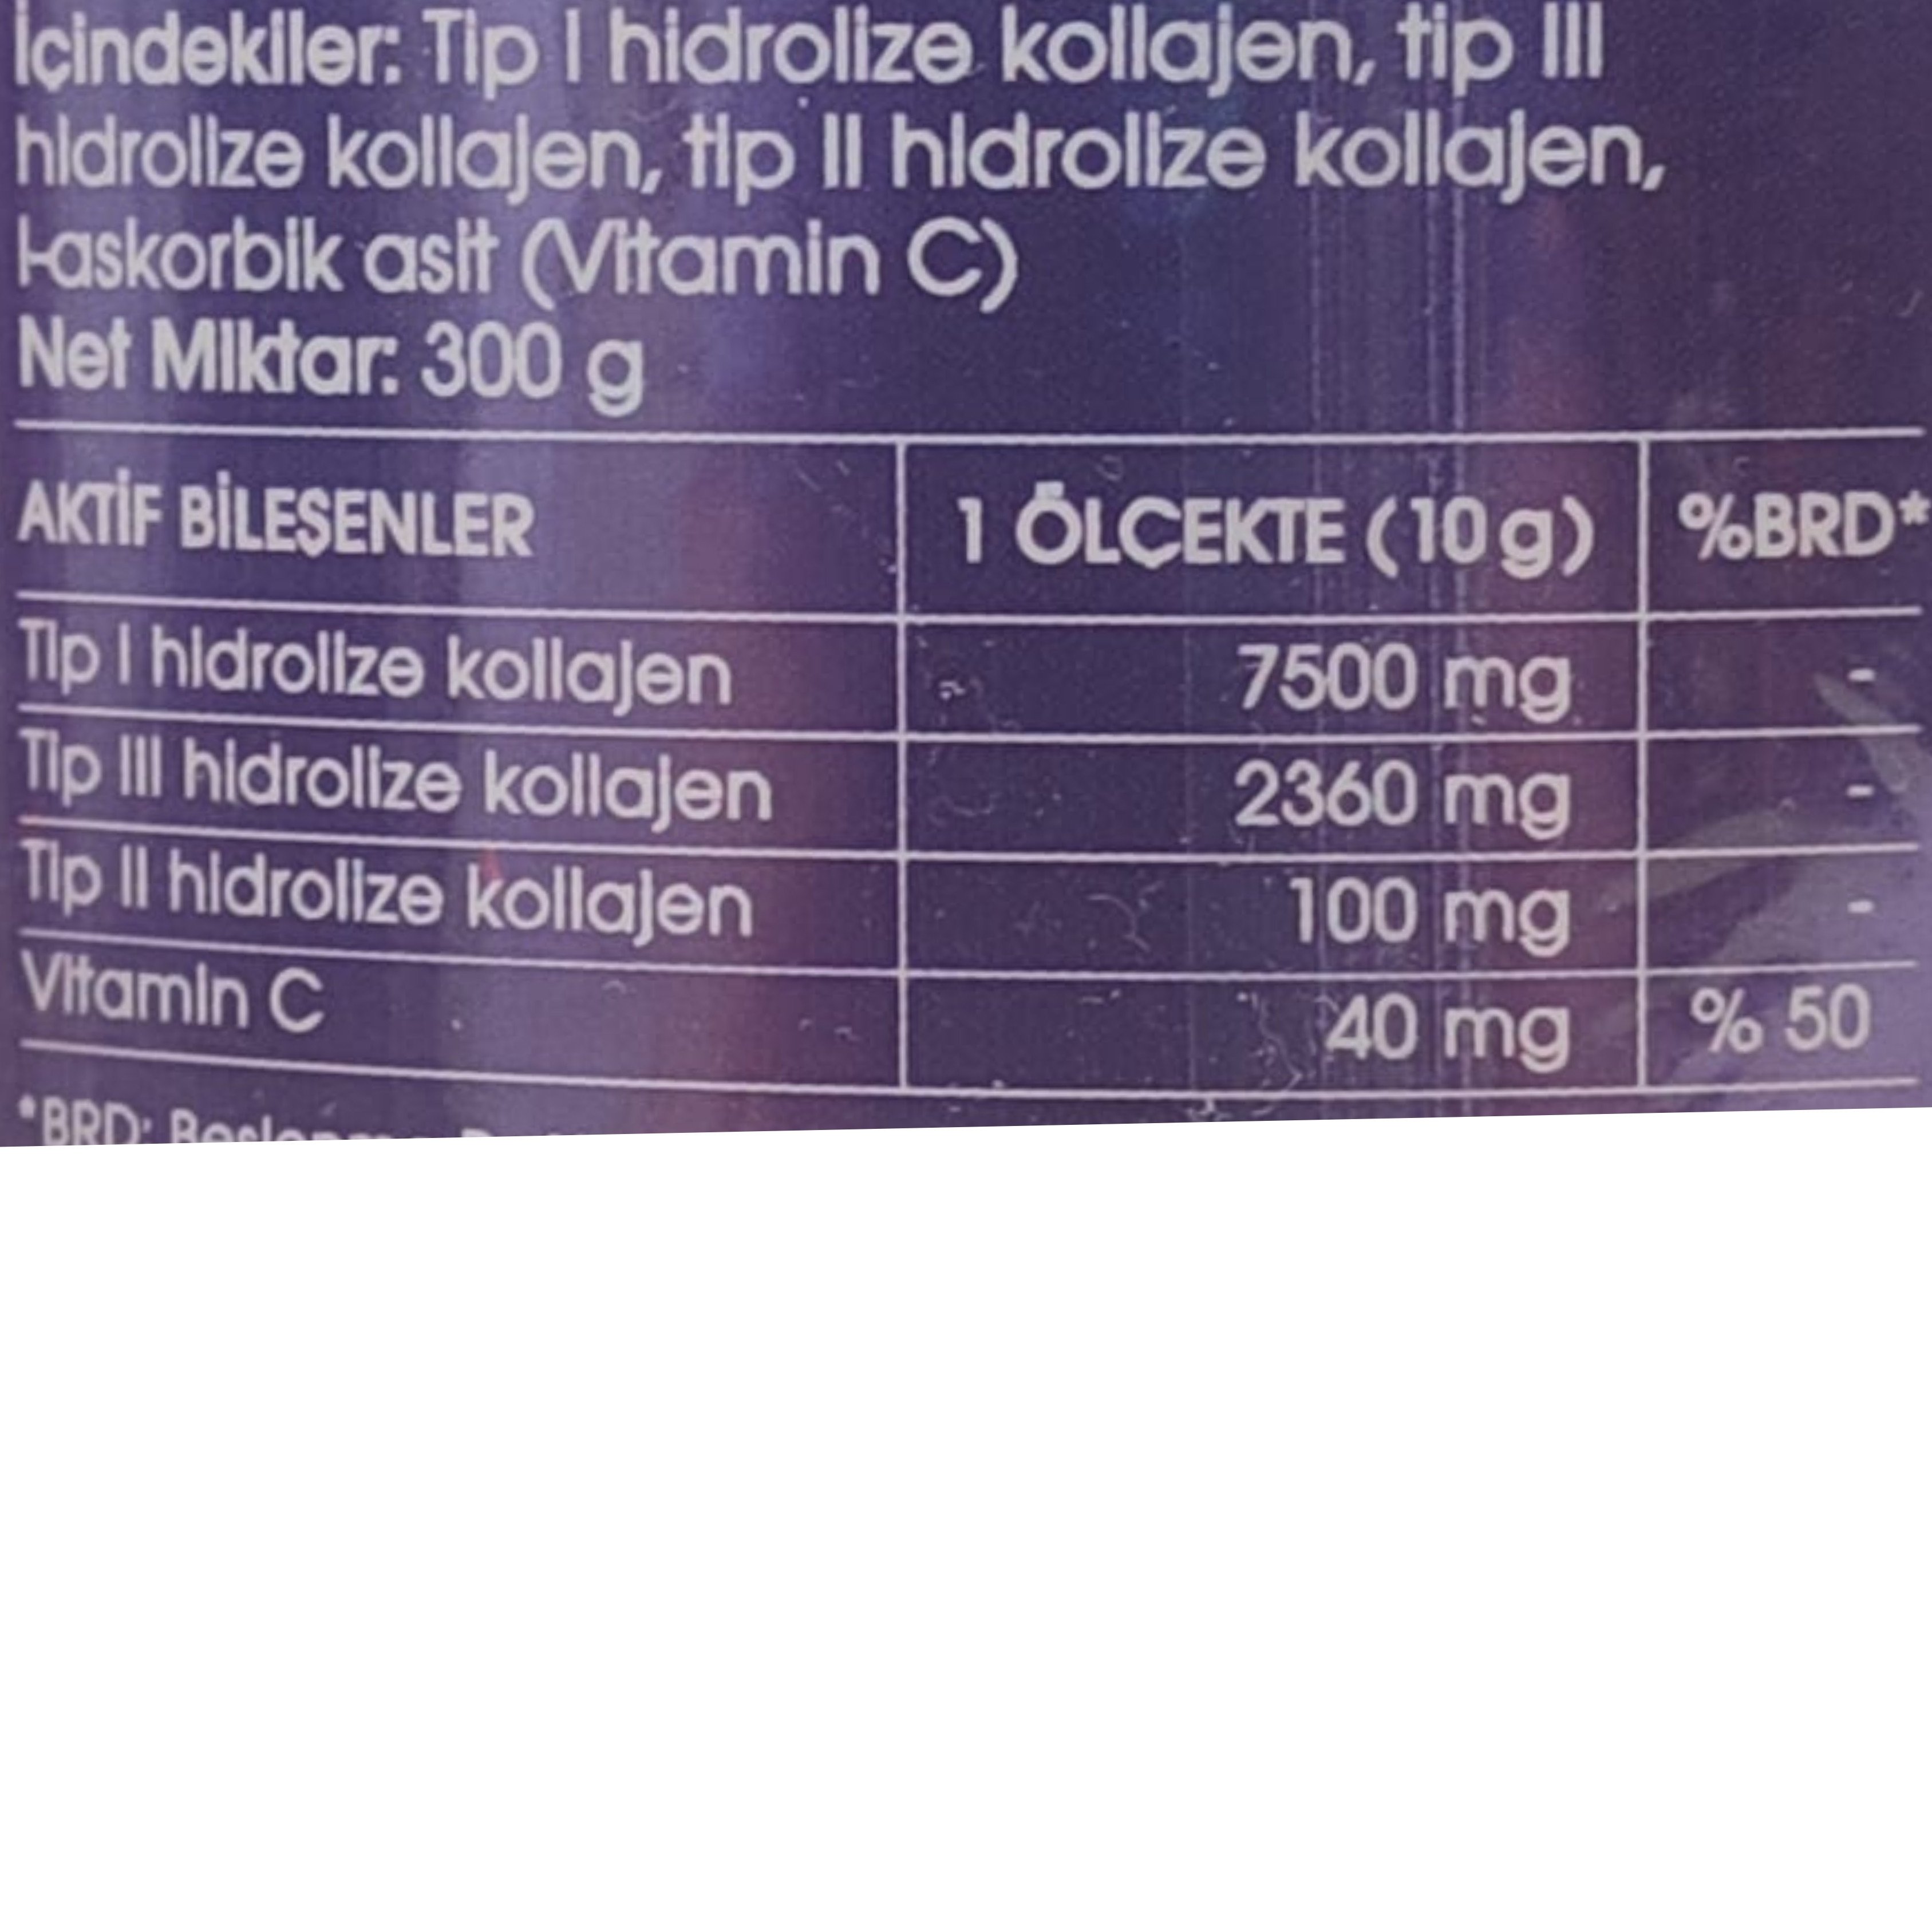 İçindekiler: Tip I hidrolize kollajen, tip III
hidrolize kollajen, tip II hidrolize kollajen,
l-askorbik asit (Vitamin C)
Net Miktar: 300 g
AKTİF BİLEŞENLER 1 ÖLÇEKTE (10 g) %BRD*
Tip I hidrolize kollajen 7500 mg -
Tip III hidrolize kollajen 2360 mg -
Tip II hidrolize kollajen 100 mg -
Vitamin C 40 mg % 50
*BRD: Beslenme